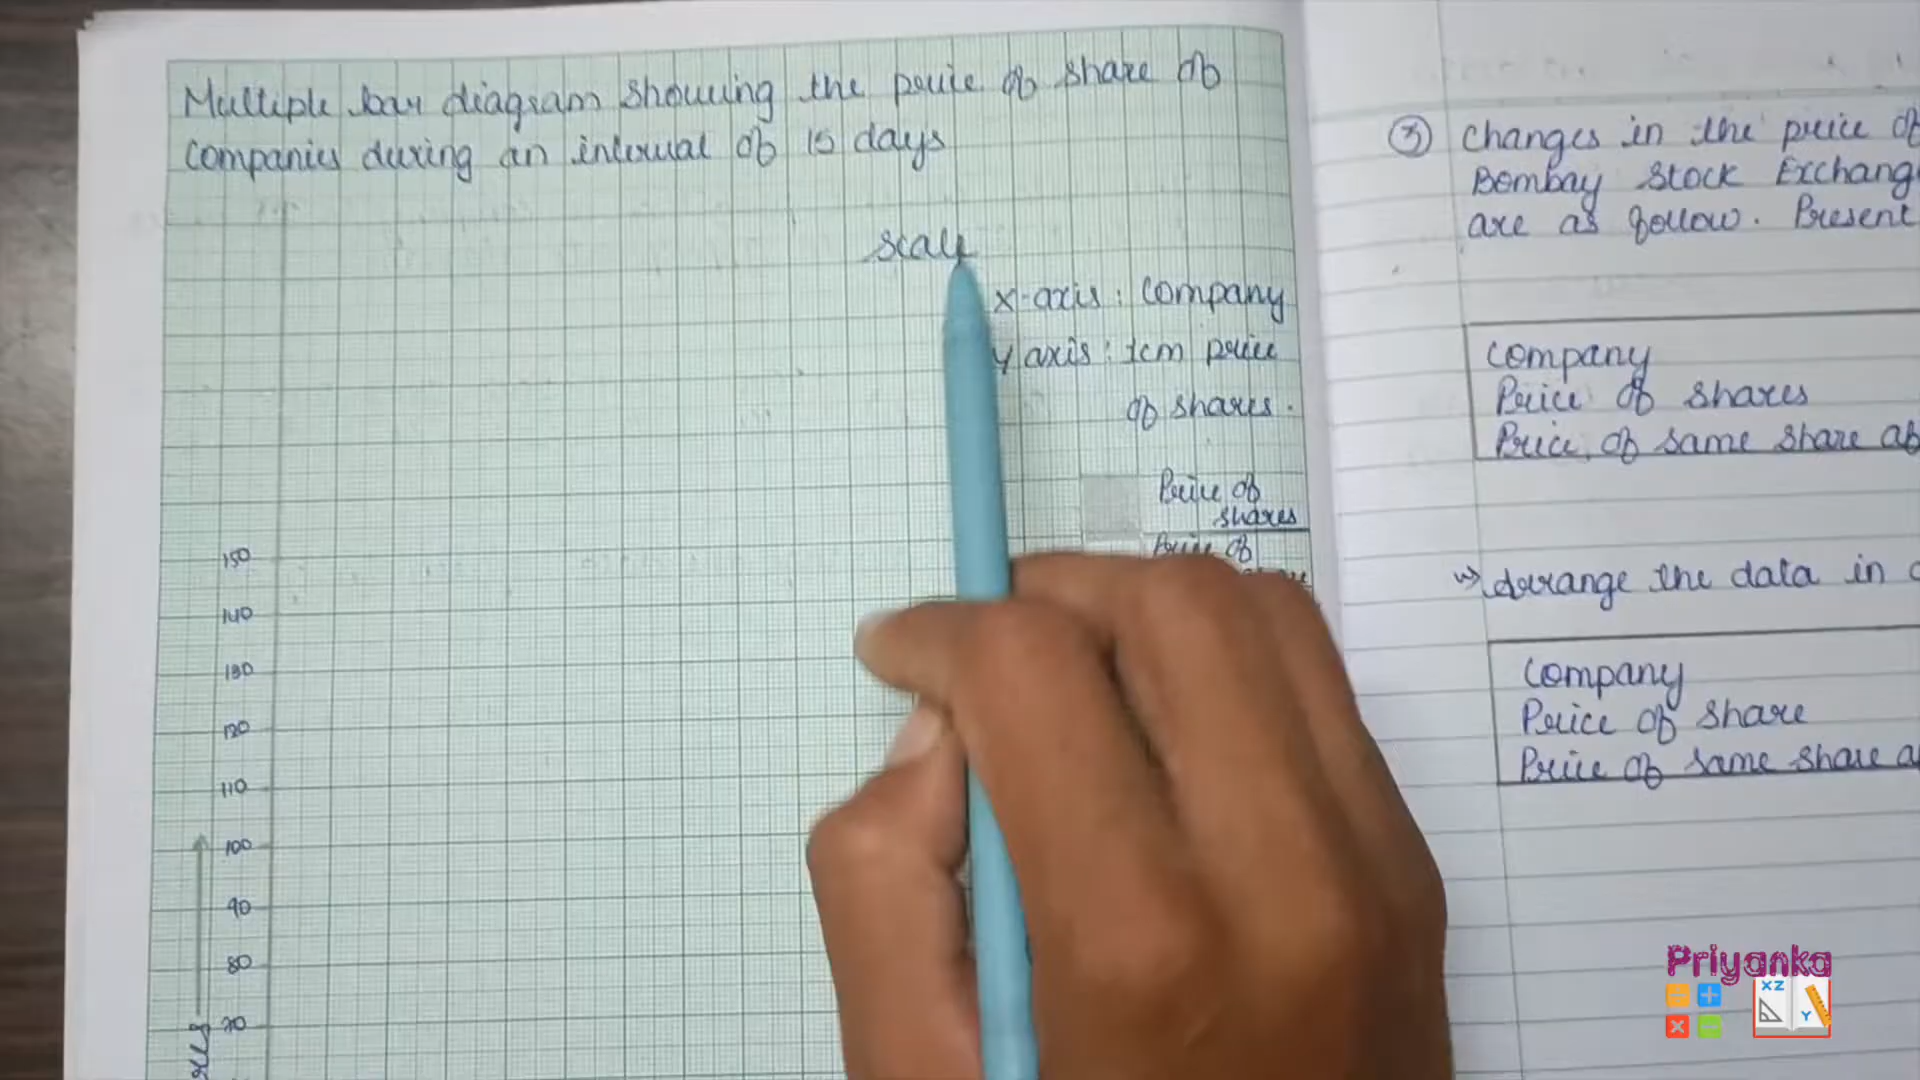 Multiple bar diagram showing the price of share of
companies during an interval of 15 days
scale
x-axis : company
y axis : 1cm price
of shares.
Price of
shares
Price of
150
140
130
120
110
100
90
80
70
③ Changes in the price of
Bombay Stock Exchang
are as follow. Present
Company
Price of shares
Price of same share
Arrange the data in
Company
Price of share
Price of same share
Priyanka
XZ
Y